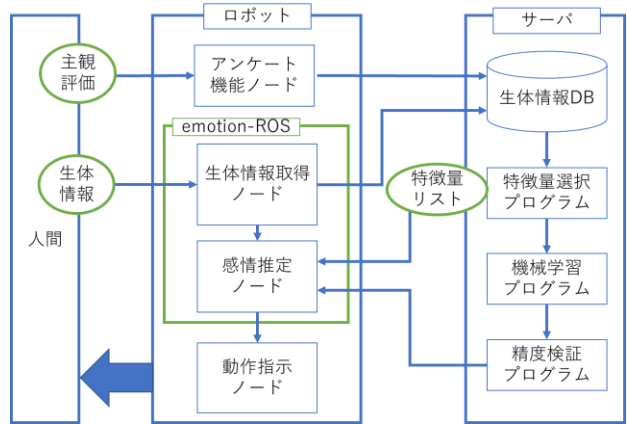 ロボット
サーバ
主観
評価
アンケート
機能ノード
生体情報DB
emotion-ROS
生体
情報
生体情報取得
ノード
特徴量
リスト
特徴量選択
プログラム
人間
感情推定
ノード
機械学習
プログラム
動作指示
ノード
精度検証
プログラム